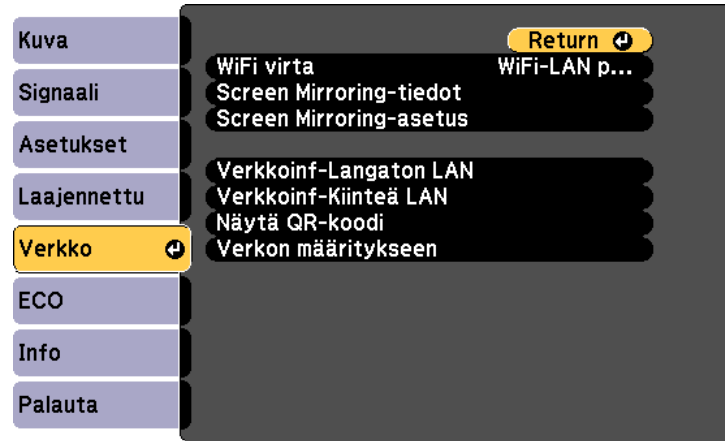 Kuva
Signaali
Asetukset
Laajennettu
Verkko
ECO
Info
Palauta
Return
WiFi virta WiFi-LAN p...
Screen Mirroring-tiedot
Screen Mirroring-asetus
Verkkoinf-Langaton LAN
Verkkoinf-Kiinteä LAN
Näytä QR-koodi
Verkon määritykseen